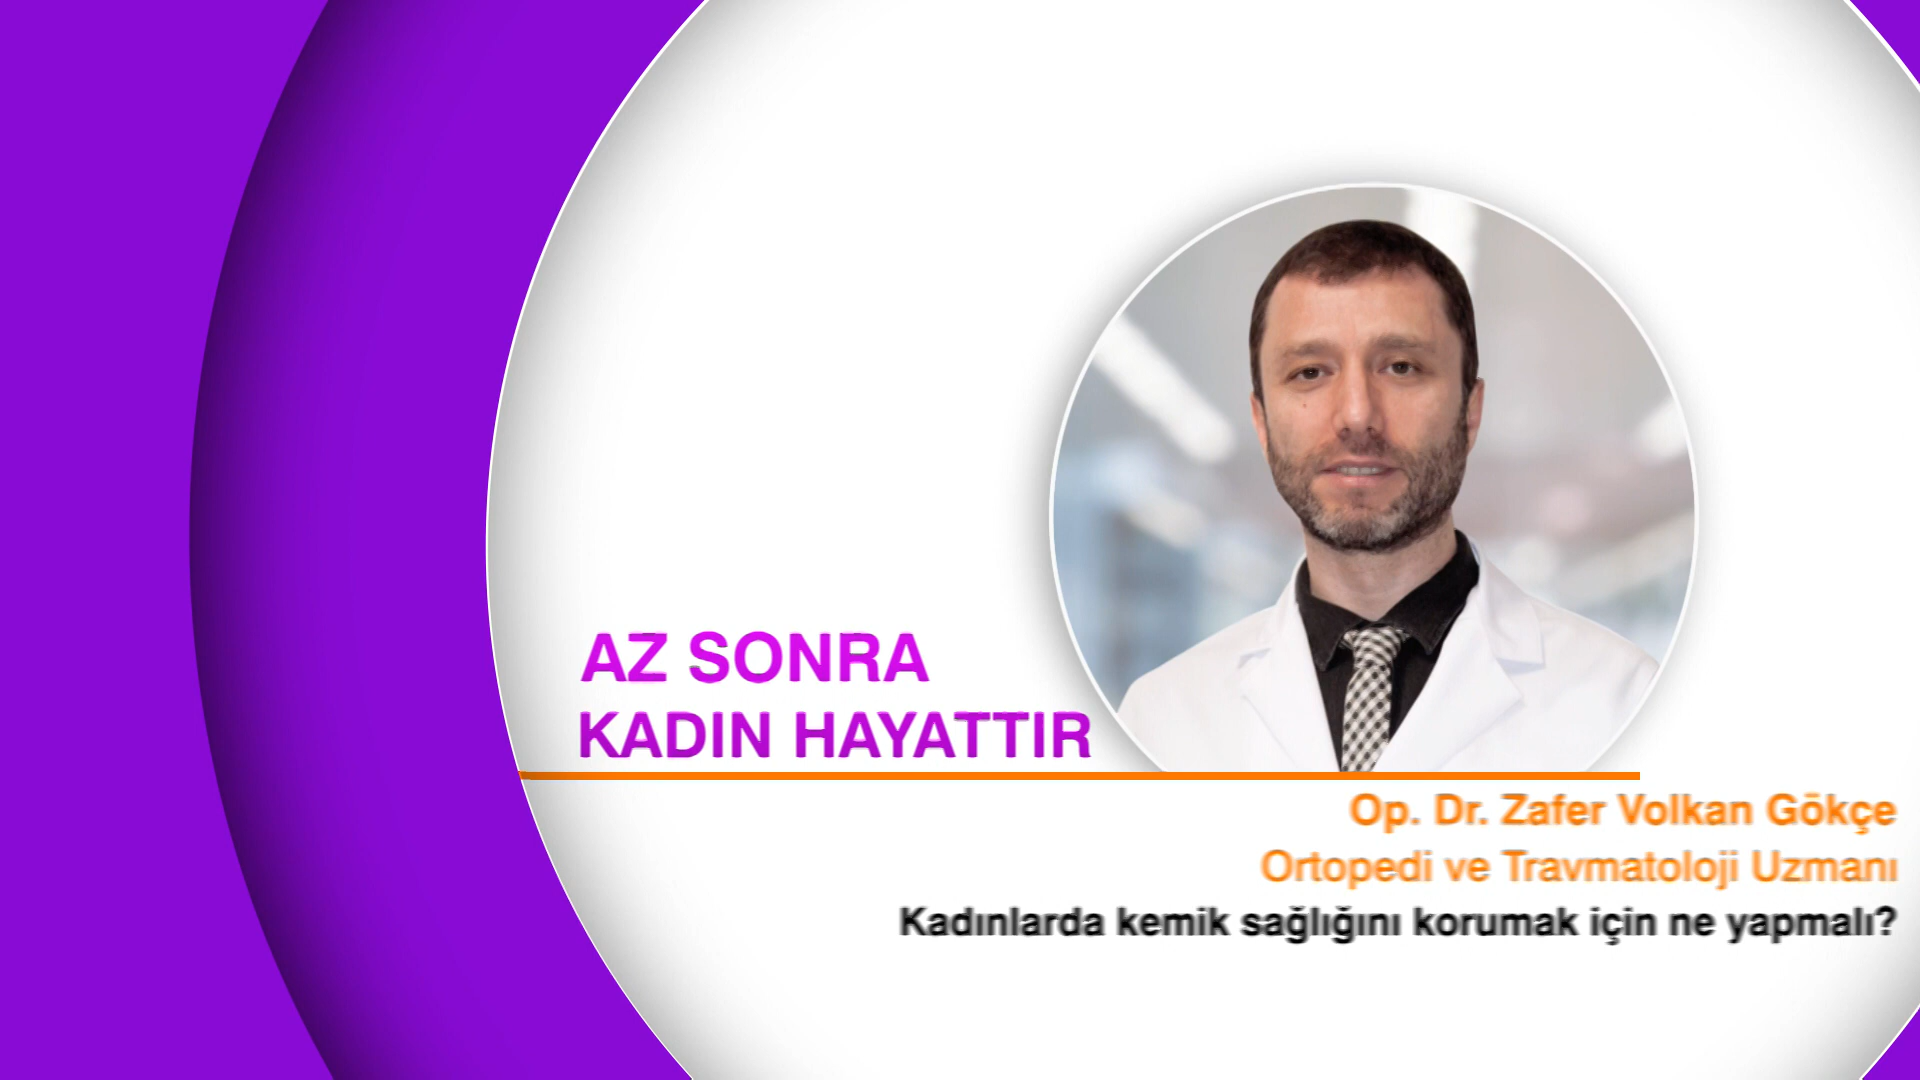 AZ SONRA
KADIN HAYATTIR
Op. Dr. Zafer Volkan Gökçe
Ortopedi ve Travmatoloji Uzmanı
Kadınlarda kemik sağlığını korumak için ne yapmalı?